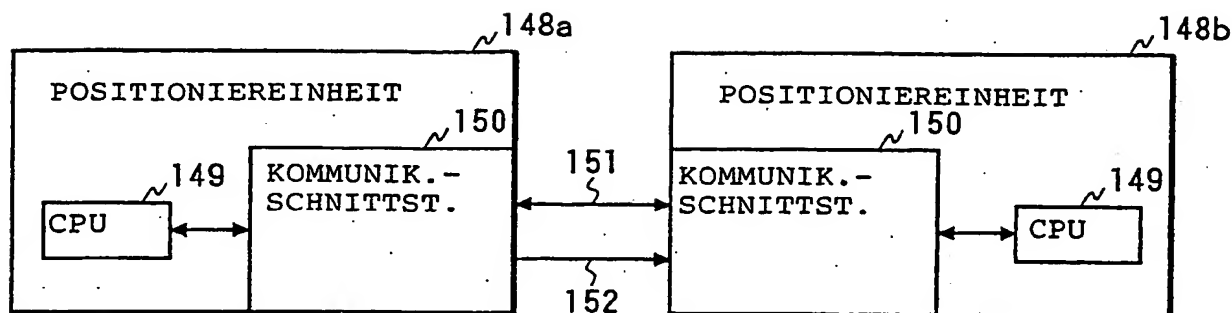 148a
POSITIONIEREINHEIT
150
KOMMUNIK.-
SCHNITTST.
149
CPU
151
152
148b
POSITIONIEREINHEIT
150
KOMMUNIK.-
SCHNITTST.
149
CPU